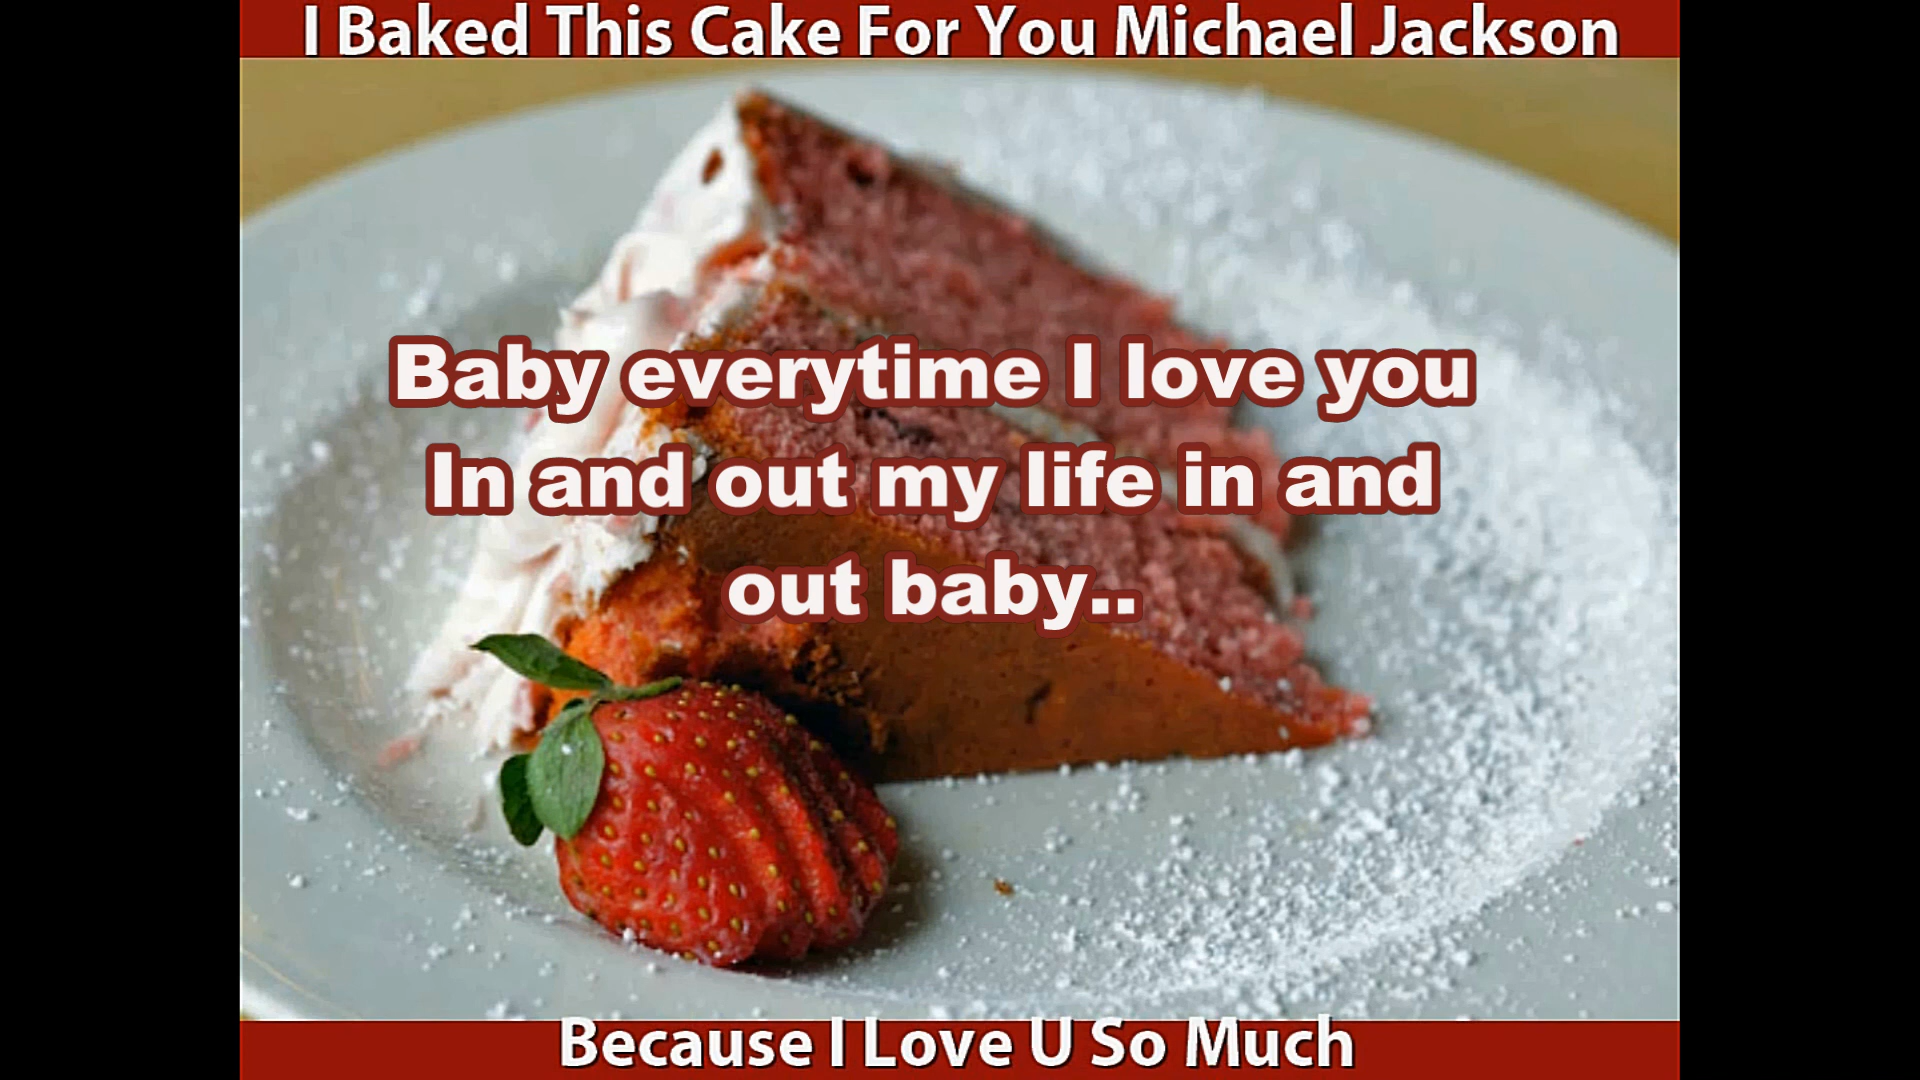 I Baked This Cake For You Michael Jackson
Baby everytime I love you
In and out my life in and
out baby..
Because I Love U So Much